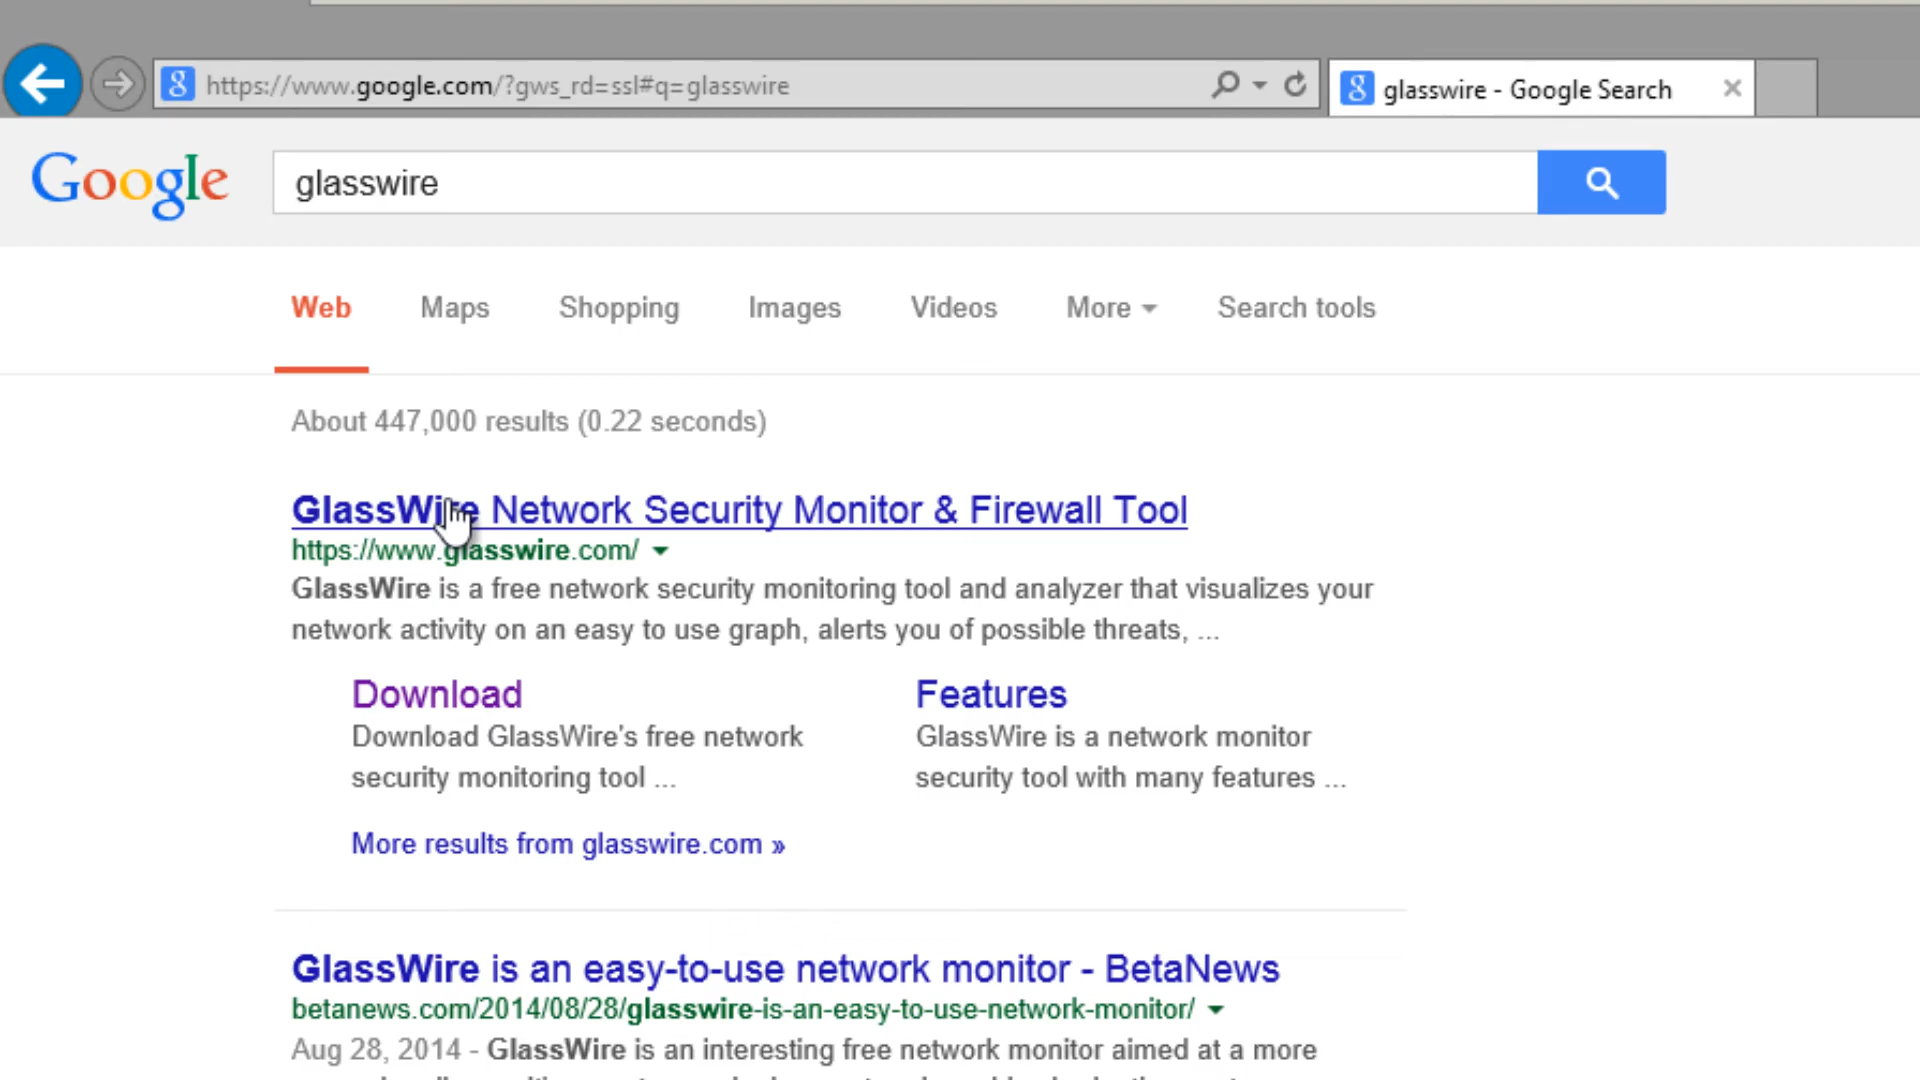 https://www.google.com/?gws_rd=ssl#q=glasswire
glasswire - Google Search
Google
glasswire
Web Maps Shopping Images Videos More Search tools
About 447,000 results (0.22 seconds)
GlassWire Network Security Monitor & Firewall Tool
https://www.glasswire.com/
GlassWire is a free network security monitoring tool and analyzer that visualizes your
network activity on an easy to use graph, alerts you of possible threats, ...
Download
Download GlassWire's free network
security monitoring tool ...
Features
GlassWire is a network monitor
security tool with many features ...
More results from glasswire.com »
GlassWire is an easy-to-use network monitor - BetaNews
betanews.com/2014/08/28/glasswire-is-an-easy-to-use-network-monitor/
Aug 28, 2014 - GlassWire is an interesting free network monitor aimed at a more